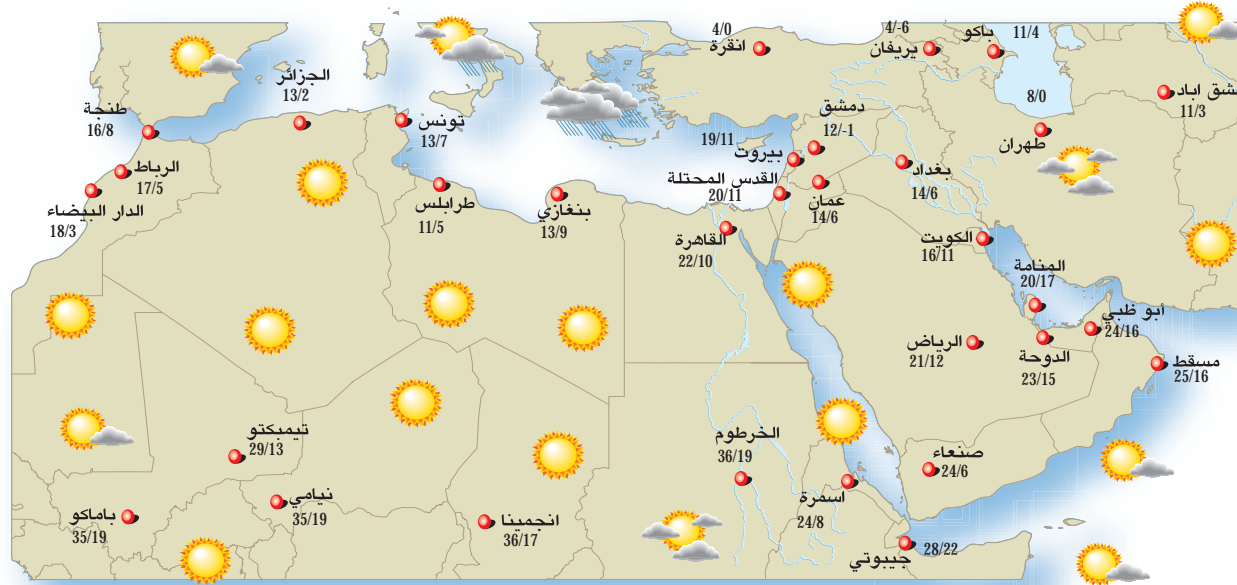 4/0
انقرة
4/-6
يريفان
باكو
11/4
شق اباد
11/3
8/0
طهران
الجزائر
13/2
طنجة
16/8
تونس
13/7
دمشق
12/-1
19/11
بيروت
الرباط
17/5
الدار البيضاء
18/3
طرابلس
11/5
بنغازي
13/9
القدس المحتلة
20/11
عمان
14/6
بغداد
14/6
القاهرة
22/10
الكويت
16/11
المنامة
20/17
أبو ظبي
24/16
الرياض
21/12
الدوحة
23/15
مسقط
25/16
تيمبكتو
29/13
الخرطوم
36/19
صنعاء
24/6
باماكو
35/19
نيامي
35/19
انجمينا
36/17
اسمرة
24/8
جيبوتي
28/22